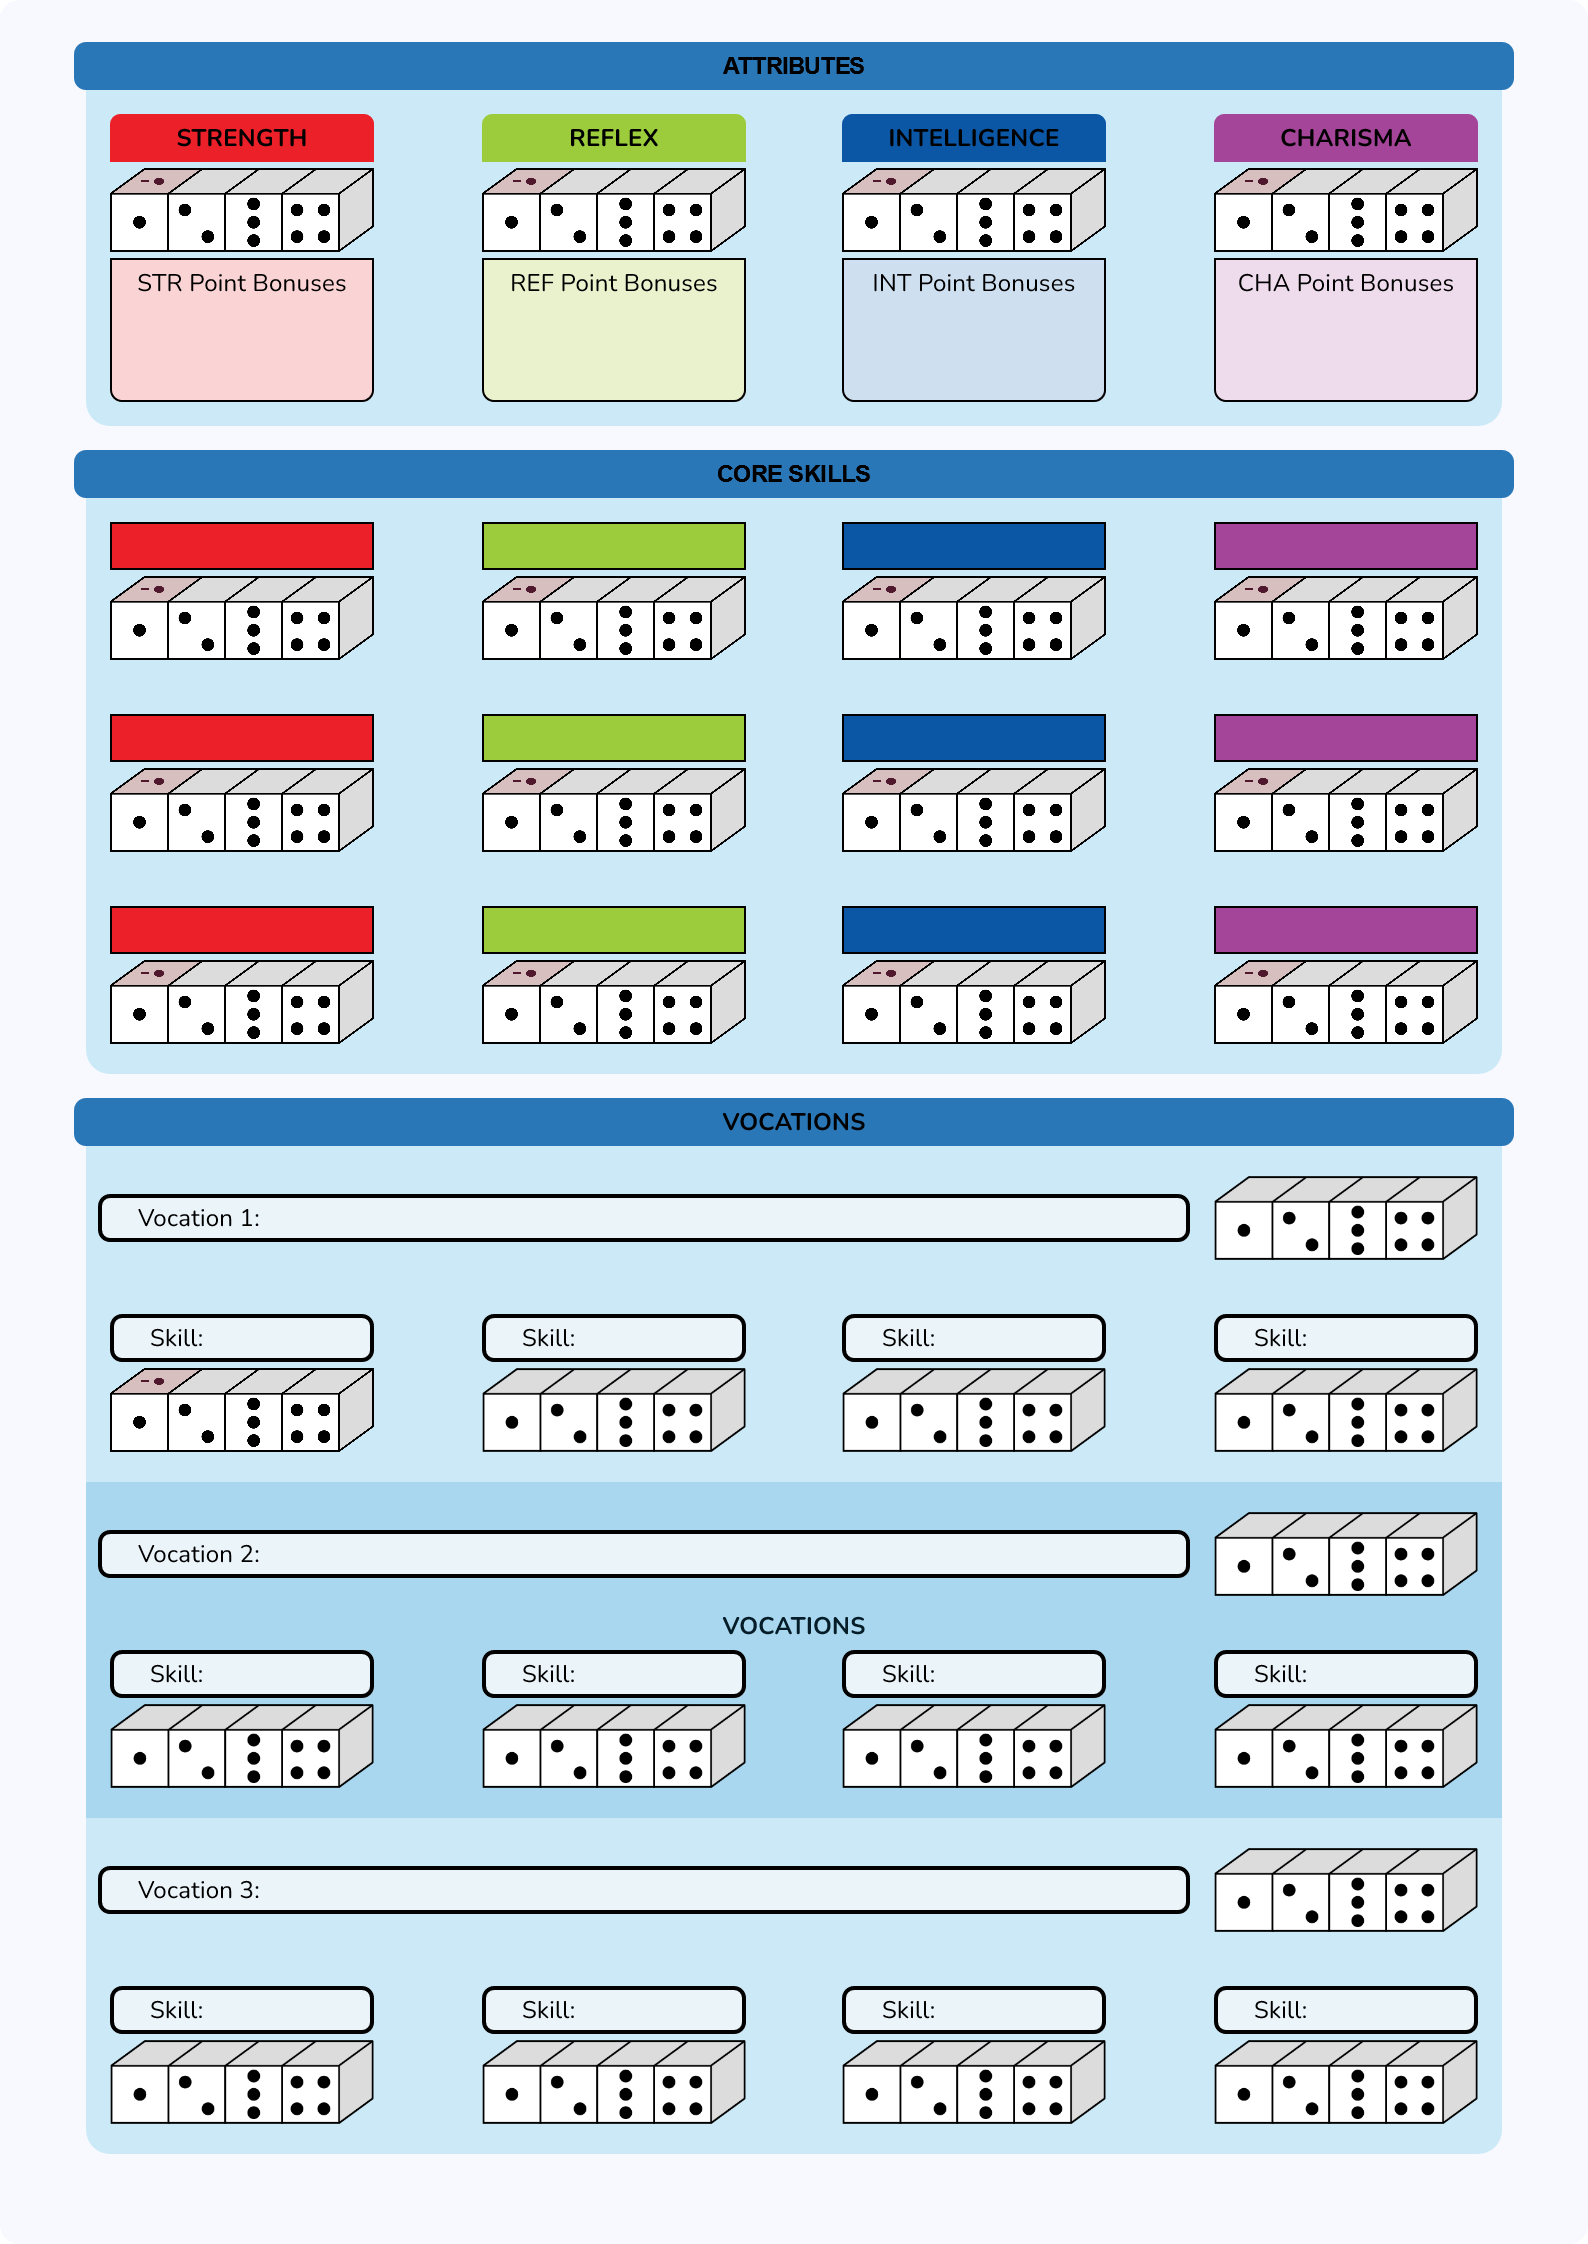 ATTRIBUTES
STRENGTH REFLEX INTELLIGENCE CHARISMA
STR Point Bonuses REF Point Bonuses INT Point Bonuses CHA Point Bonuses
CORE SKILLS
VOCATIONS
Vocation 1:
Skill: Skill: Skill: Skill:
Vocation 2:
VOCATIONS
Skill: Skill: Skill: Skill:
Vocation 3:
Skill: Skill: Skill: Skill: